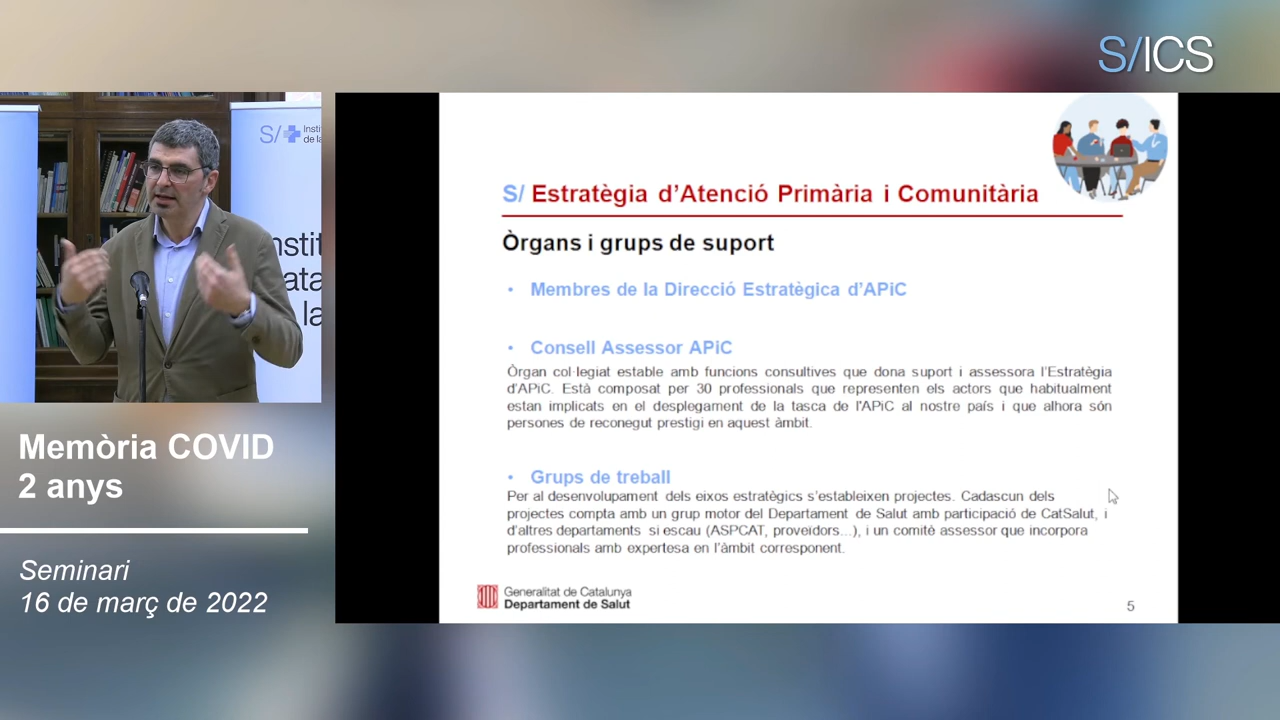 S/ICS
S/
Insti
de la
nstit
ata
la
Memòria COVID
2 anys
Seminari
16 de març de 2022
S/ Estratègia d’Atenció Primària i Comunitària
Òrgans i grups de suport
• Membres de la Direcció Estratègica d’APiC
• Consell Assessor APiC
Òrgan col·legiat estable amb funcions consultives que dona suport i assessora l’Estratègia
d’APiC. Està composat per 30 professionals que representen els actors que habitualment
estan implicats en el desplegament de la tasca de l'APiC al nostre país i que alhora són
persones de reconegut prestigi en aquest àmbit.
• Grups de treball
Per al desenvolupament dels eixos estratègics s’estableixen projectes. Cadascun dels
projectes compta amb un grup motor del Departament de Salut amb participació de CatSalut, i
d’altres departaments si escau (ASPCAT, proveïdors...), i un comitè assessor que incorpora
professionals amb expertesa en l’àmbit corresponent.
Generalitat de Catalunya
Departament de Salut
5